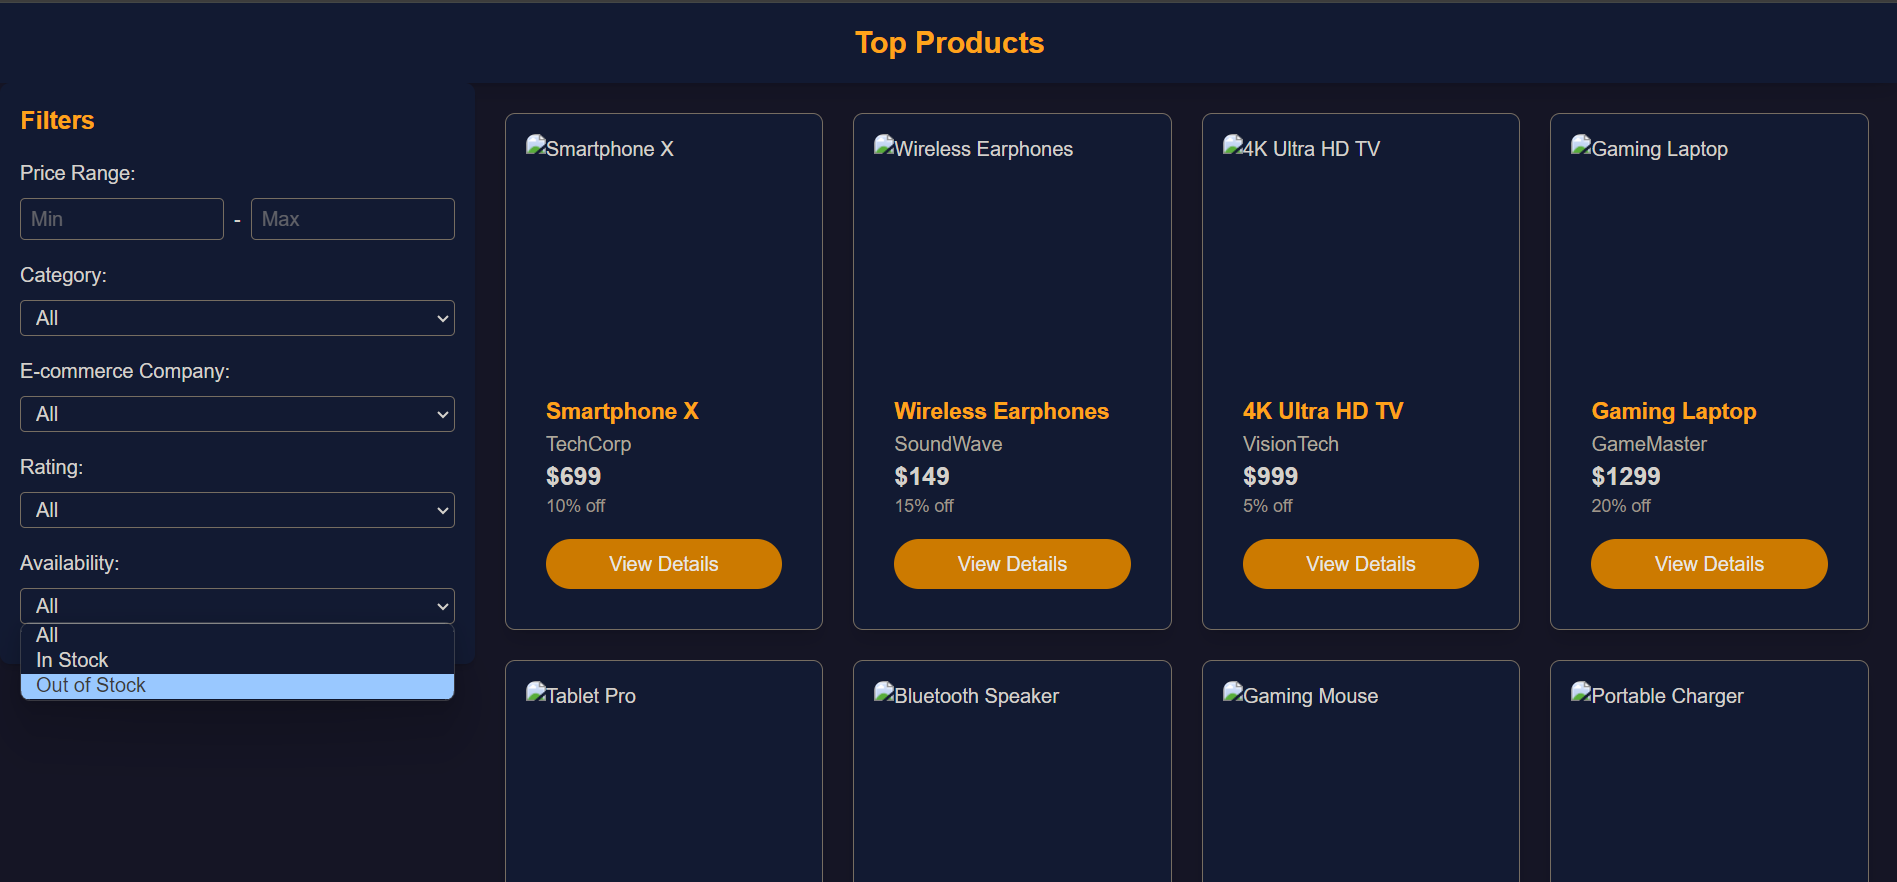 Top Products
Filters
Price Range:
Min - Max
Category:
All
E-commerce Company:
All
Rating:
All
Availability:
All
All
In Stock
Out of Stock
Smartphone X
Smartphone X
TechCorp
$699
10% off
View Details
Wireless Earphones
Wireless Earphones
SoundWave
$149
15% off
View Details
4K Ultra HD TV
4K Ultra HD TV
VisionTech
$999
5% off
View Details
Gaming Laptop
Gaming Laptop
GameMaster
$1299
20% off
View Details
Tablet Pro
Bluetooth Speaker
Gaming Mouse
Portable Charger